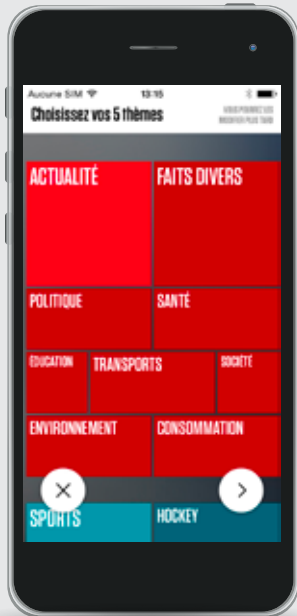 Aucune SIM 13:15
Choisissez vos 5 thèmes
VOUS POURREZ LES
MODIFIER PLUS TARD
ACTUALITÉ FAITS DIVERS
POLITIQUE SANTÉ
ÉDUCATION TRANSPORTS SOCIÉTÉ
ENVIRONNEMENT CONSOMMATION
SPORTS HOCKEY